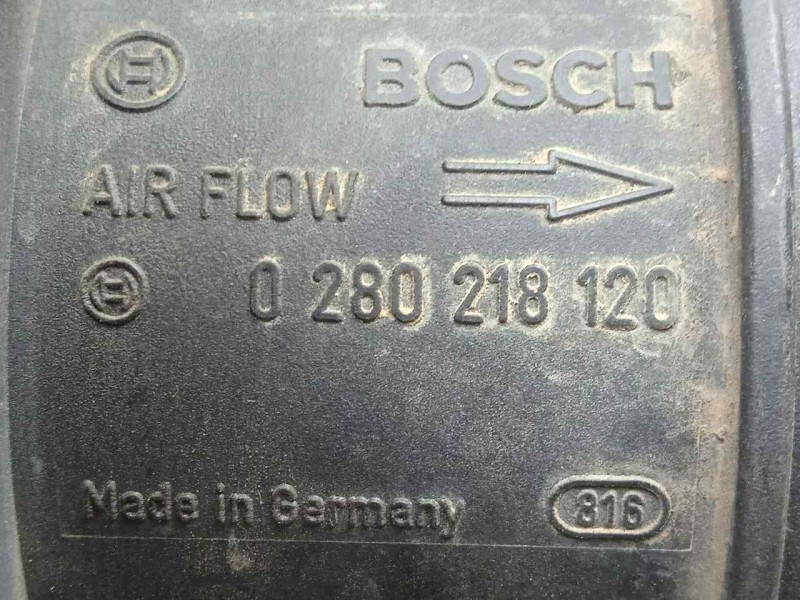 BOSCH
AIR FLOW
0 280 218 120
Made in Germany 816